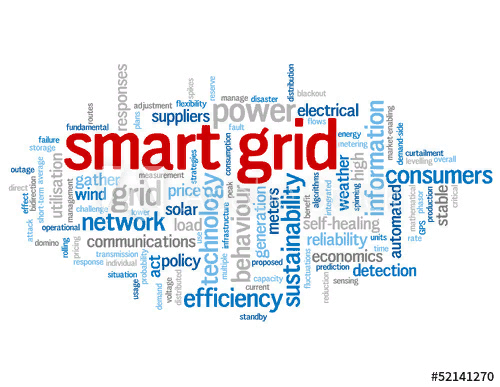 distribution
spikes
reserve
blackout
responses
manage
disaster
routes
adjustment
flexibility
plans
suppliers
power
electrical
flows
fault
fundamental
market-enabling
demand-side
failure
storage
smart grid
energy
metering
information
curtailment
levelling
overall
outage
average
utilisation
gather
measurement
strategies
consumption
high
weather
consumers
direct
bidirection
effect
short-term
management
wind
grid
price
peak
algorithms
integrated
spinning
mathematical
production
stable
critical
attack
challenge
lower
solar
technology
infrastructure
behaviour
generation
meters
sustainability
benefit
self-healing
automated
GPS
phasor
operational
network
load
use
reliability
units
rate
domino
rolling
pricing
communications
multiple
economics
time
transmission
response
individual
probability
act
policy
proposed
fluctuations
prediction
detection
situation
capacity
reduction
sensing
usage
demand
voltage
distributed
current
efficiency
standby
#52141270